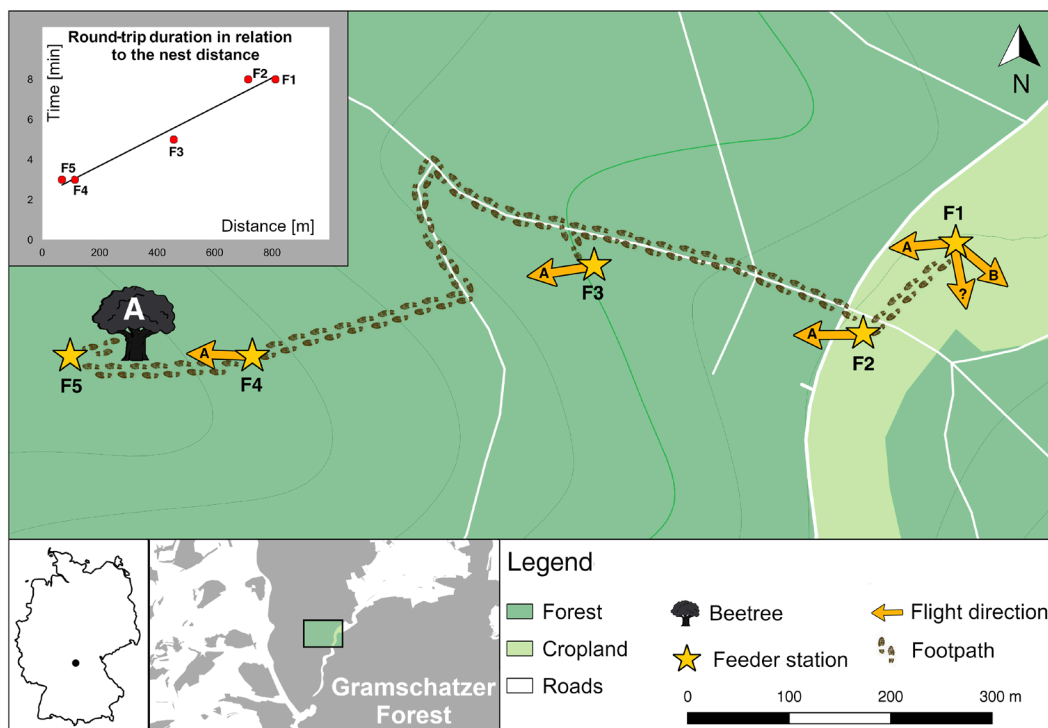 Round-trip duration in relation
to the nest distance
Time [min]
8
6
4
2
0
F2
F1
F3
F5
F4
Distance [m]
0 200 400 600 800
N
F1
A
B
?
A
F3
A
F2
A
A
F5
F4
Legend
Forest
Cropland
Roads
Beetree
Feeder station
Flight direction
Footpath
0 100 200 300 m
Gramschatzer
Forest